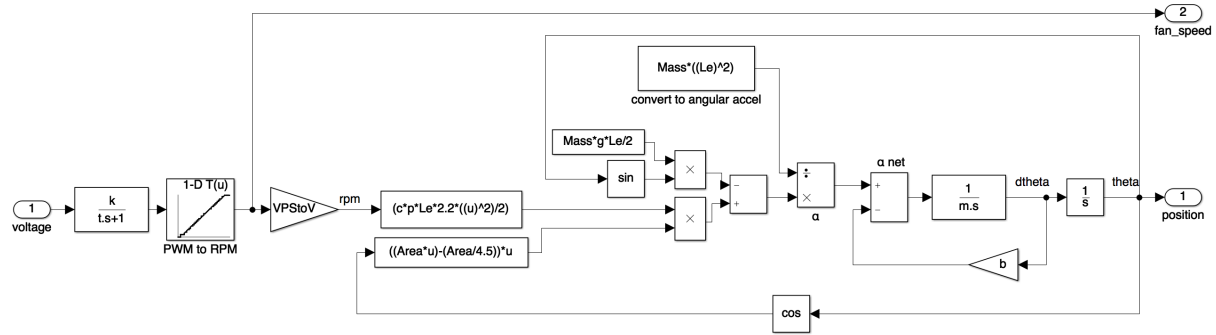 2
fan_speed
Mass*((Le)^2)
convert to angular accel
Mass*g*Le/2
×
sin
÷
×
α
α net
+
−
−
+
1
voltage
k
t.s+1
1-D T(u)
PWM to RPM
VPStoV
rpm
(c*p*Le*2.2*((u)^2)/2)
×
1
m.s
dtheta
1
s
theta
1
position
((Area*u)-(Area/4.5))*u
b
cos